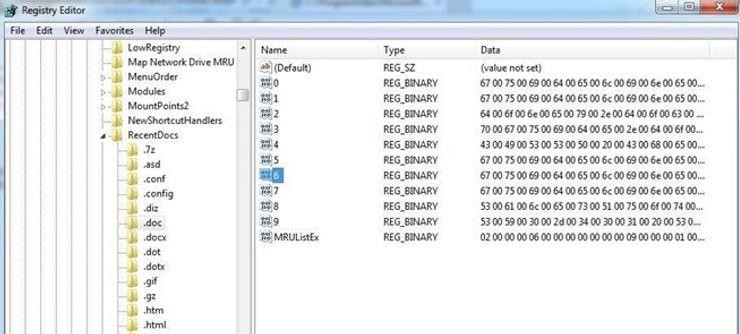 Registry Editor
File Edit View Favorites Help
LowRegistry
Map Network Drive MRU
MenuOrder
Modules
MountPoints2
NewShortcutHandlers
RecentDocs
.7z
.asd
.conf
.config
.diz
.doc
.docx
.dot
.dotx
.gif
.gz
.htm
.html
Name Type Data
(Default) REG_SZ (value not set)
0 REG_BINARY 67 00 75 00 69 00 64 00 65 00 6c 00 69 00 6e 00 65 00...
1 REG_BINARY 67 00 75 00 69 00 64 00 65 00 6c 00 69 00 6e 00 65 00...
2 REG_BINARY 64 00 6f 00 6e 00 65 00 79 00 2e 00 64 00 6f 00 63 00 ...
3 REG_BINARY 70 00 67 00 75 00 69 00 64 00 65 00 2e 00 64 00 6f 00...
4 REG_BINARY 43 00 49 00 53 00 53 00 50 00 20 00 43 00 68 00 65 00...
5 REG_BINARY 67 00 75 00 69 00 64 00 65 00 6c 00 69 00 6e 00 65 00...
6 REG_BINARY 67 00 75 00 69 00 64 00 65 00 6c 00 69 00 6e 00 65 00...
7 REG_BINARY 67 00 75 00 69 00 64 00 65 00 6c 00 69 00 6e 00 65 00...
8 REG_BINARY 53 00 61 00 6c 00 65 00 73 00 51 00 75 00 6f 00 74 00...
9 REG_BINARY 53 00 59 00 30 00 2d 00 34 00 30 00 31 00 20 00 53 0...
MRUListEx REG_BINARY 02 00 00 00 06 00 00 00 00 00 00 00 09 00 00 00 01 00...